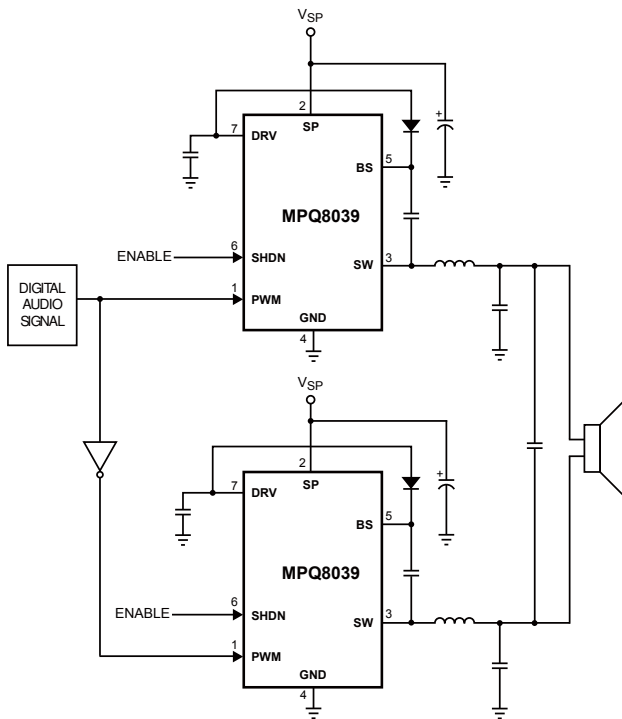 VSP
2
7
DRV
SP
5
BS
MPQ8039
6
ENABLE
SHDN
3
SW
DIGITAL
AUDIO
SIGNAL
1
PWM
GND
4
VSP
2
7
DRV
SP
5
BS
MPQ8039
6
ENABLE
SHDN
3
SW
1
PWM
GND
4